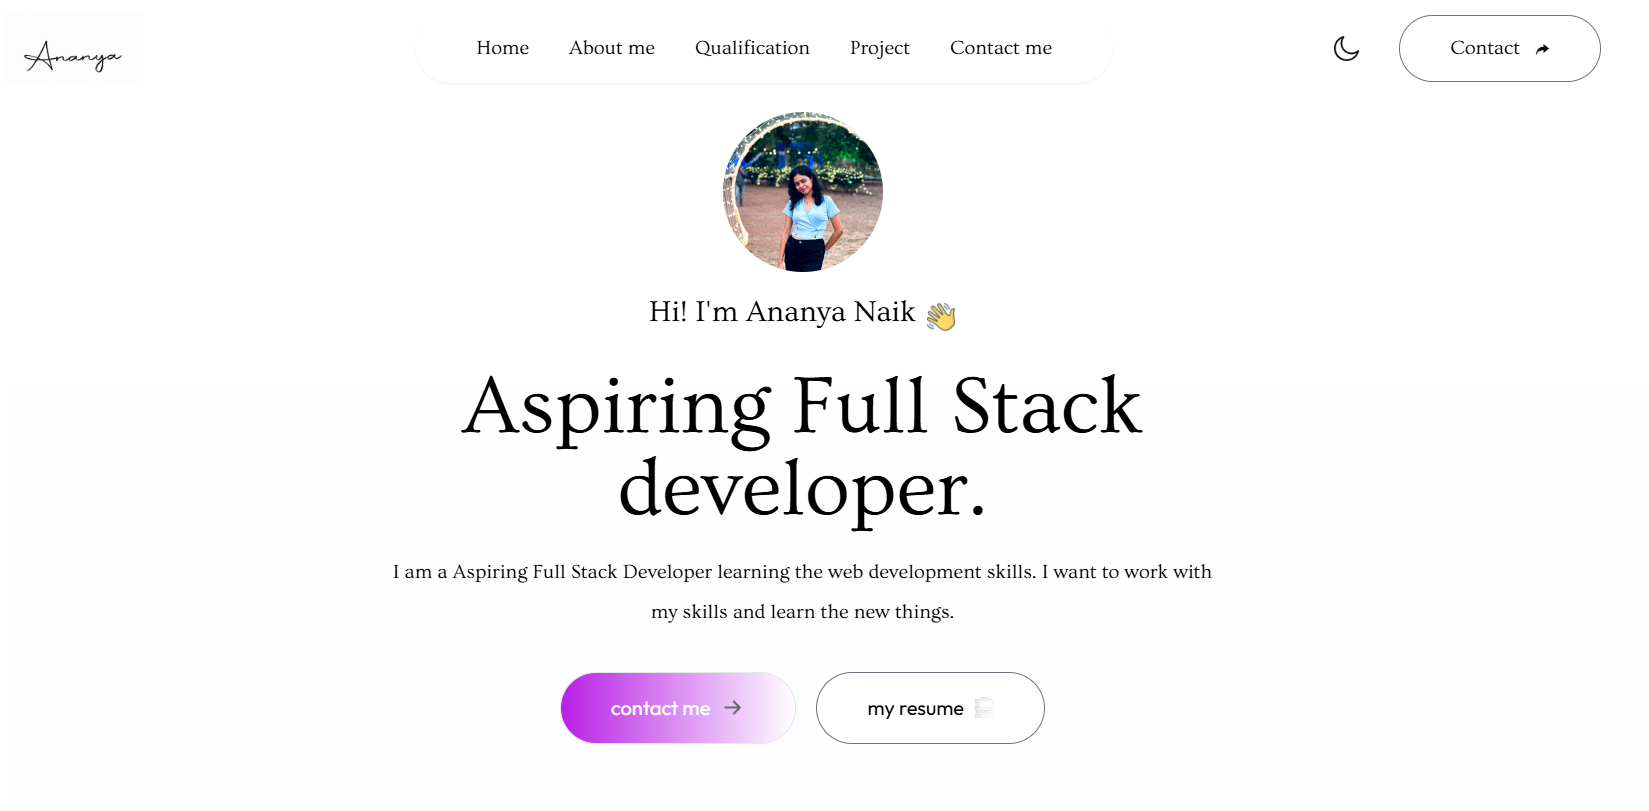 Ananya
Home About me Qualification Project Contact me
Contact
Hi! I'm Ananya Naik 👋
Aspiring Full Stack
developer.
I am a Aspiring Full Stack Developer learning the web development skills. I want to work with
my skills and learn the new things.
contact me →
my resume